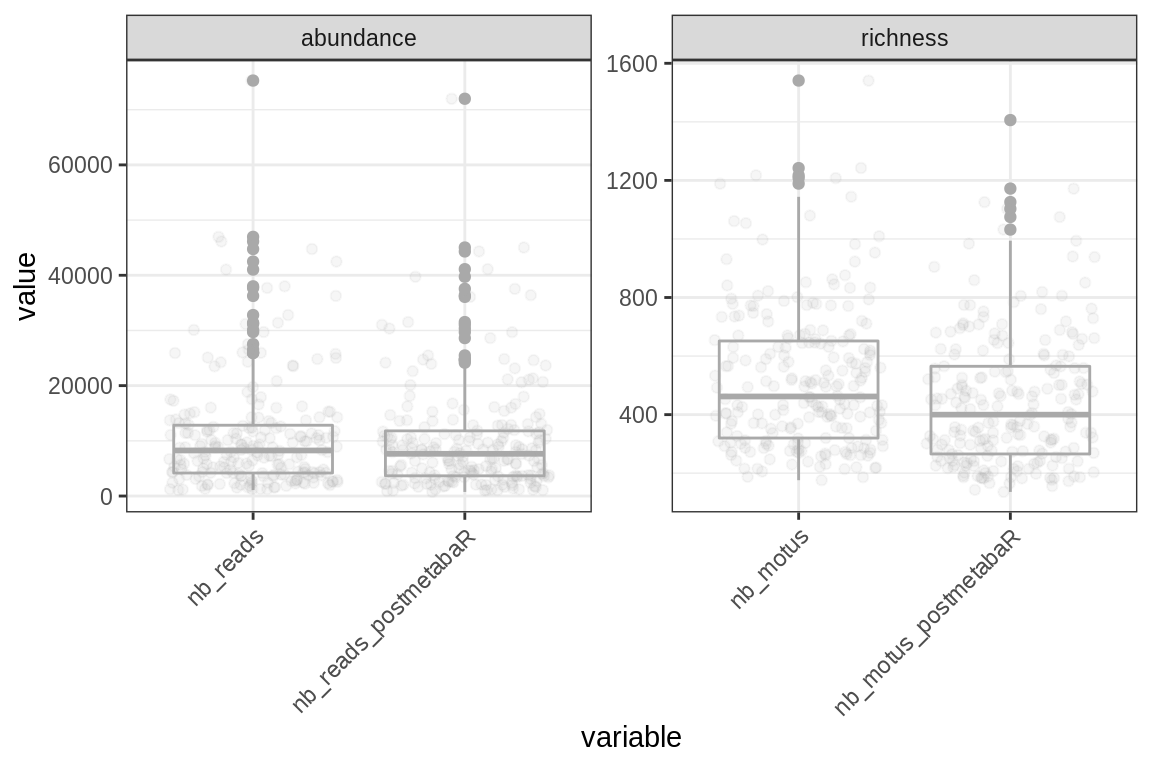 abundance
richness
value
60000
40000
20000
0
1600
1200
800
400
nb_reads
nb_reads_postmetabaR
nb_motus
nb_motus_postmetabaR
variable